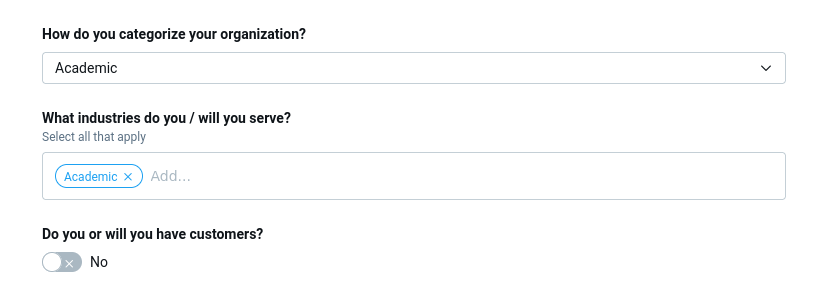 How do you categorize your organization?
Academic
What industries do you / will you serve?
Select all that apply
Academic × Add...
Do you or will you have customers?
No